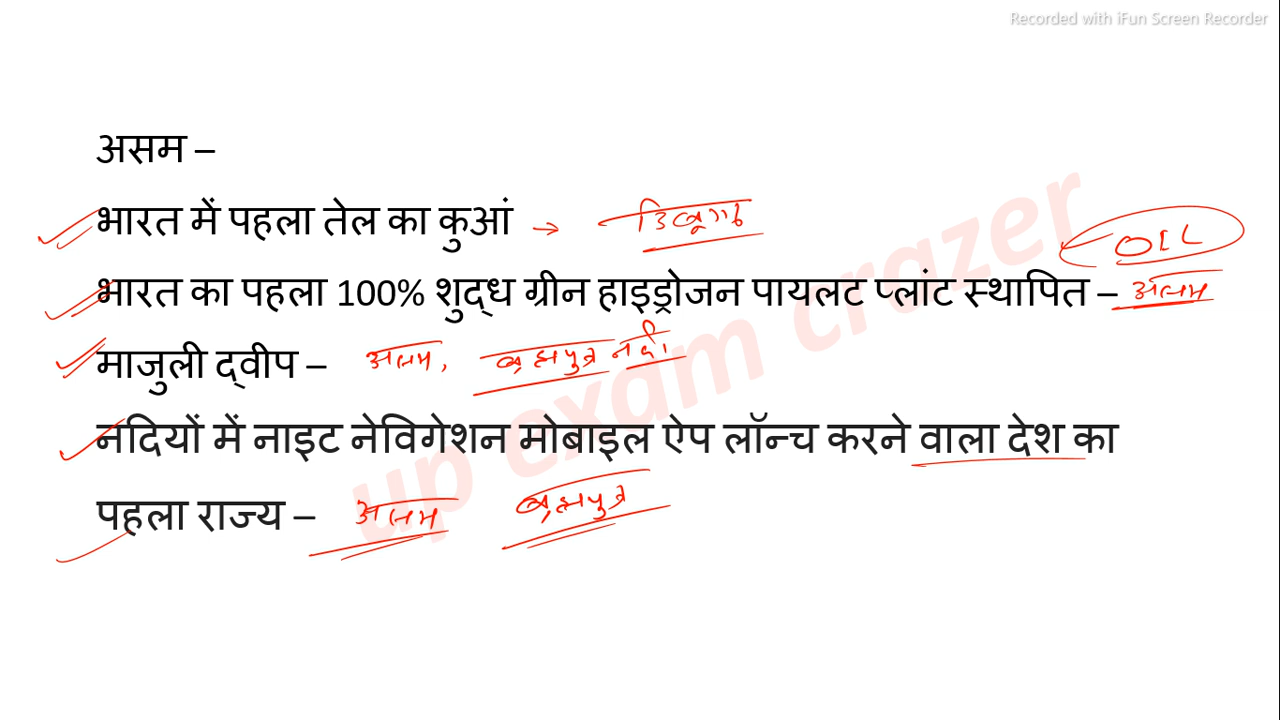 Recorded with iFun Screen Recorder
असम –
भारत में पहला तेल का कुआं → डिब्रूगढ़
OIL
भारत का पहला 100% शुद्ध ग्रीन हाइड्रोजन पायलट प्लांट स्थापित – असम
माजुली द्वीप – असम, ब्रह्मपुत्र नदी
नदियों में नाइट नेविगेशन मोबाइल ऐप लॉन्च करने वाला देश का
पहला राज्य – असम ब्रह्मपुत्र
up exam crazer